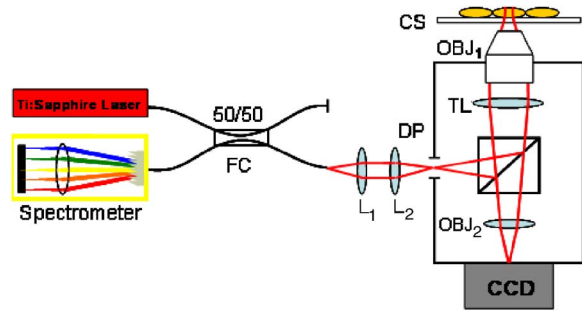 CS
OBJ1
Ti:Sapphire Laser
50/50
TL
DP
FC
Spectrometer
L1
L2
OBJ2
CCD